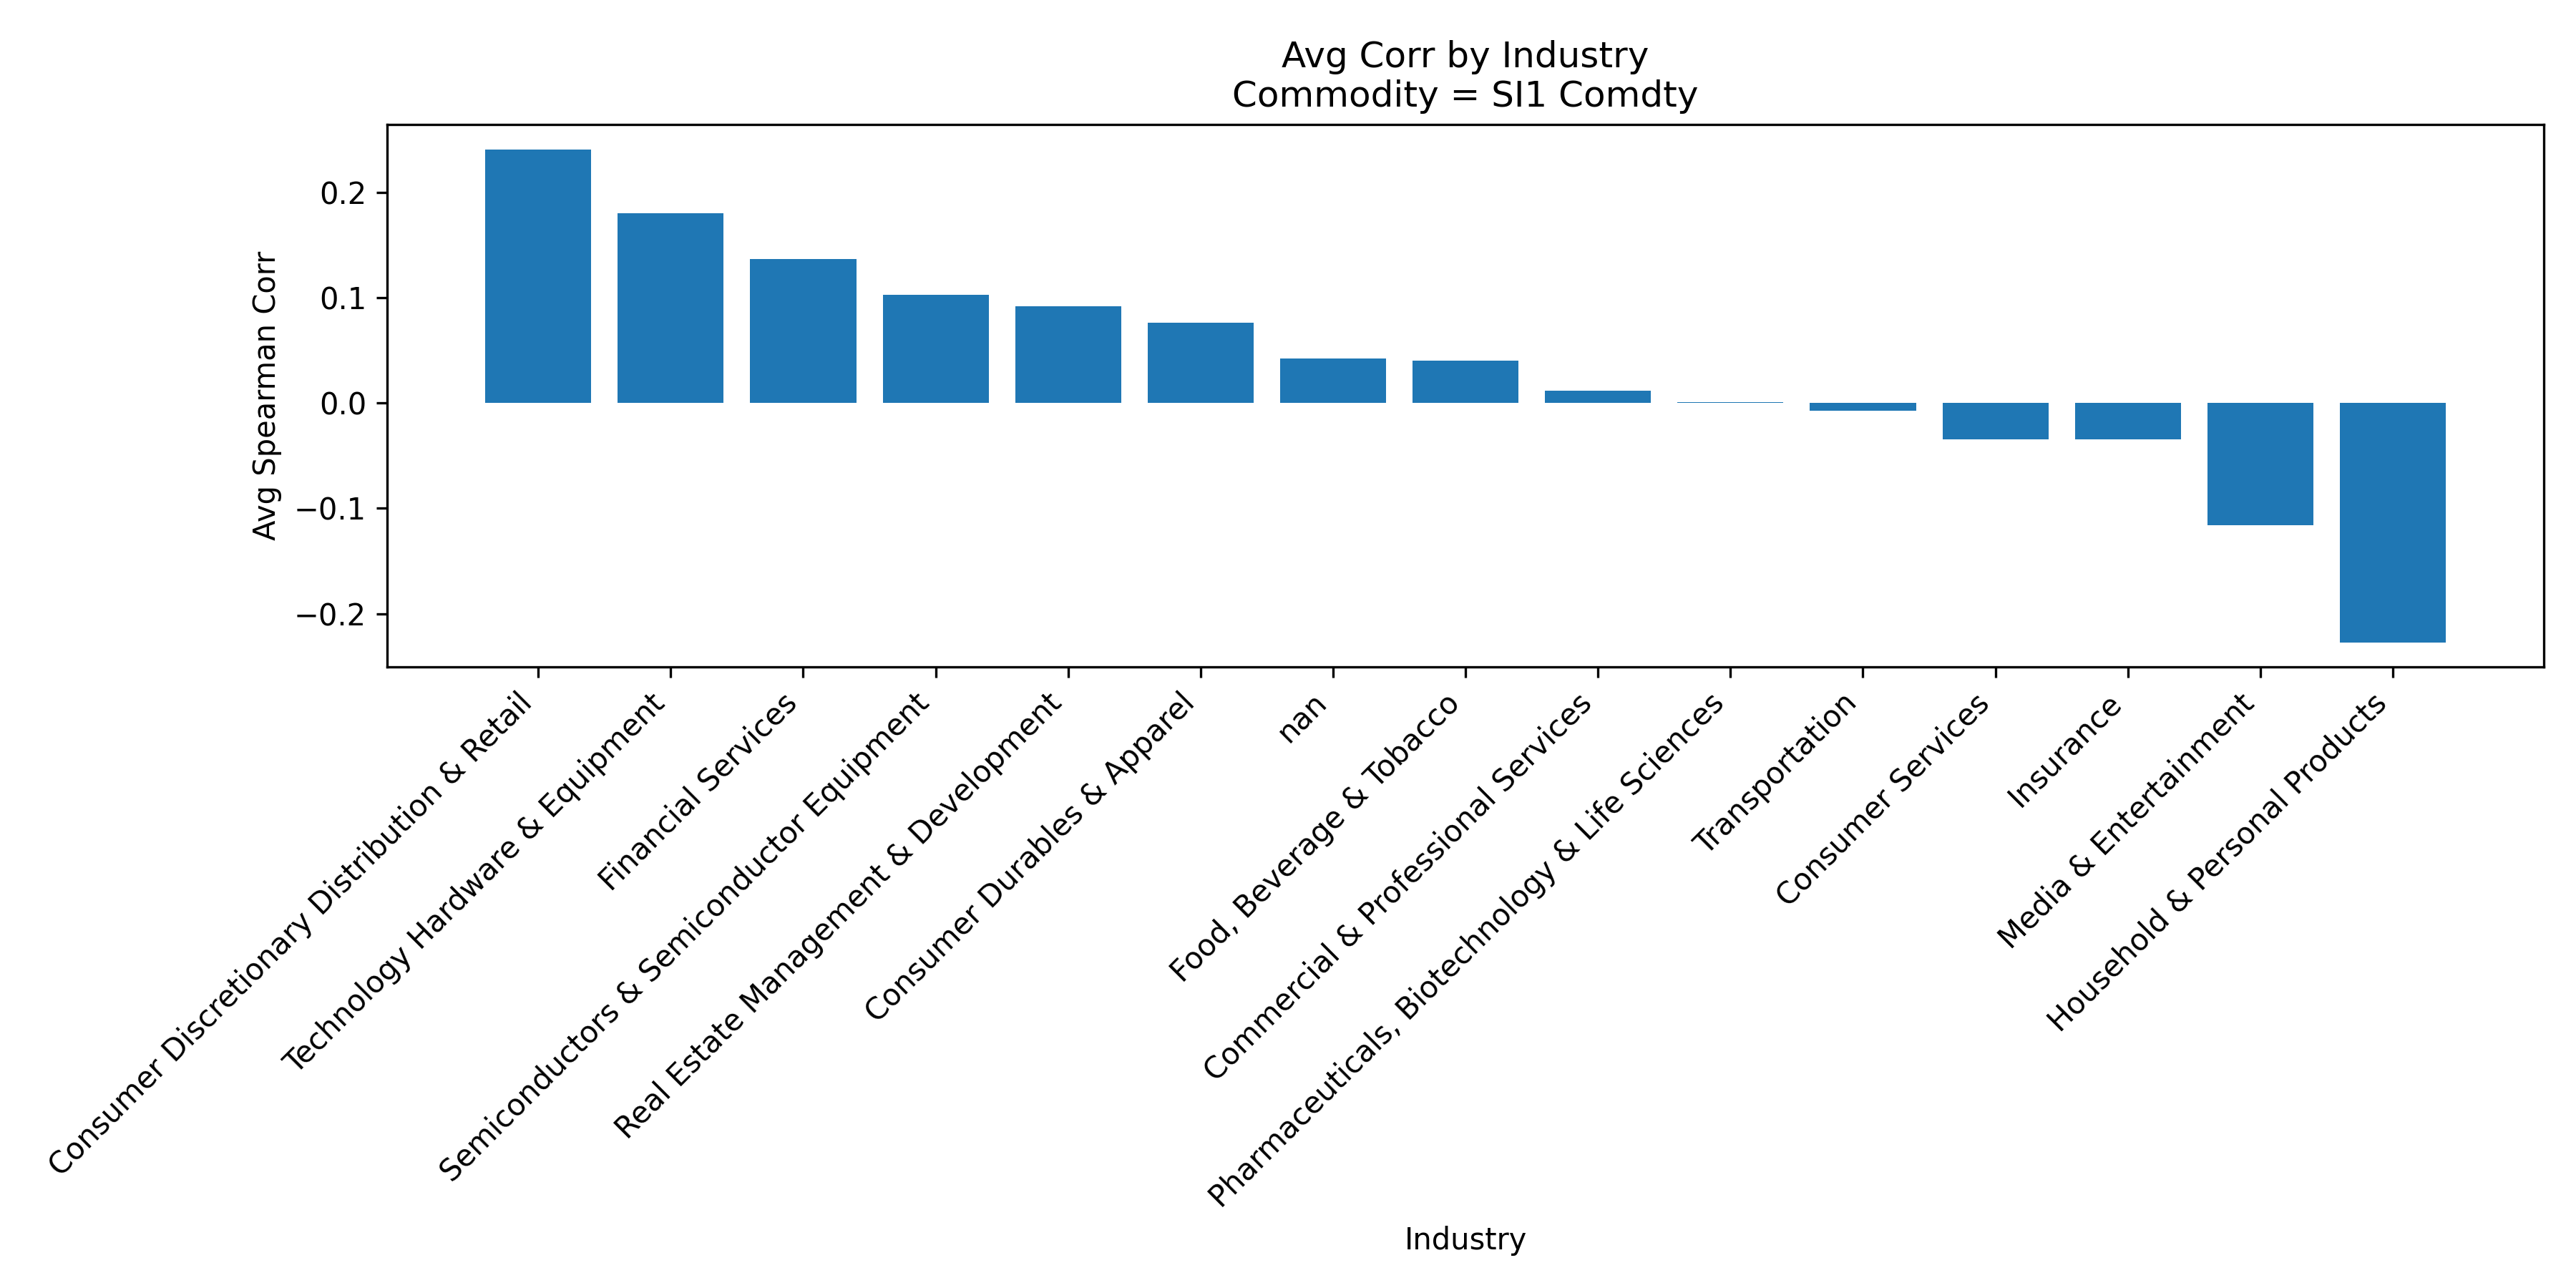 Avg Corr by Industry
Commodity = SI1 Comdty
Avg Spearman Corr
0.2
0.1
0.0
−0.1
−0.2
Consumer Discretionary Distribution & Retail
Technology Hardware & Equipment
Financial Services
Semiconductors & Semiconductor Equipment
Real Estate Management & Development
Consumer Durables & Apparel
nan
Food, Beverage & Tobacco
Commercial & Professional Services
Pharmaceuticals, Biotechnology & Life Sciences
Transportation
Consumer Services
Insurance
Media & Entertainment
Household & Personal Products
Industry